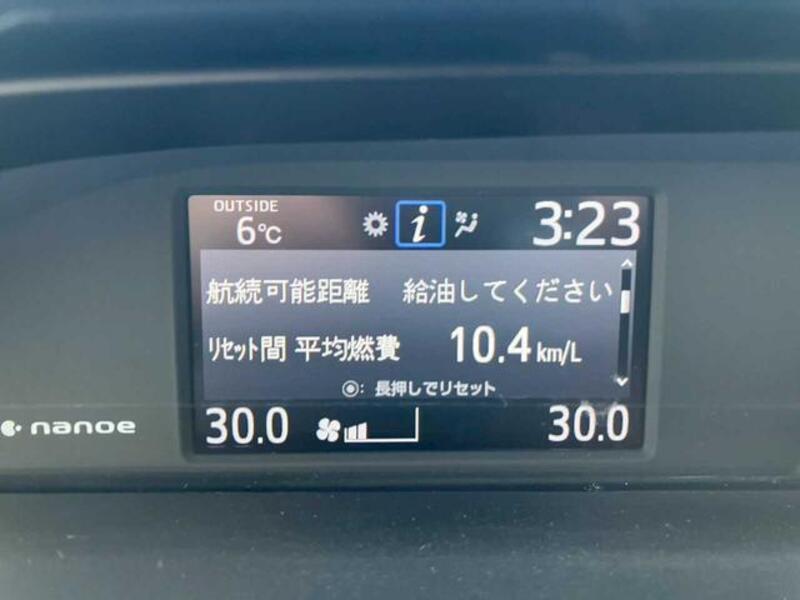 OUTSIDE
6℃
i
3:23
航続可能距離 給油してください
ﾘｾｯﾄ間 平均燃費 10.4 km/L
◉: 長押しでリセット
nanoe
30.0
30.0